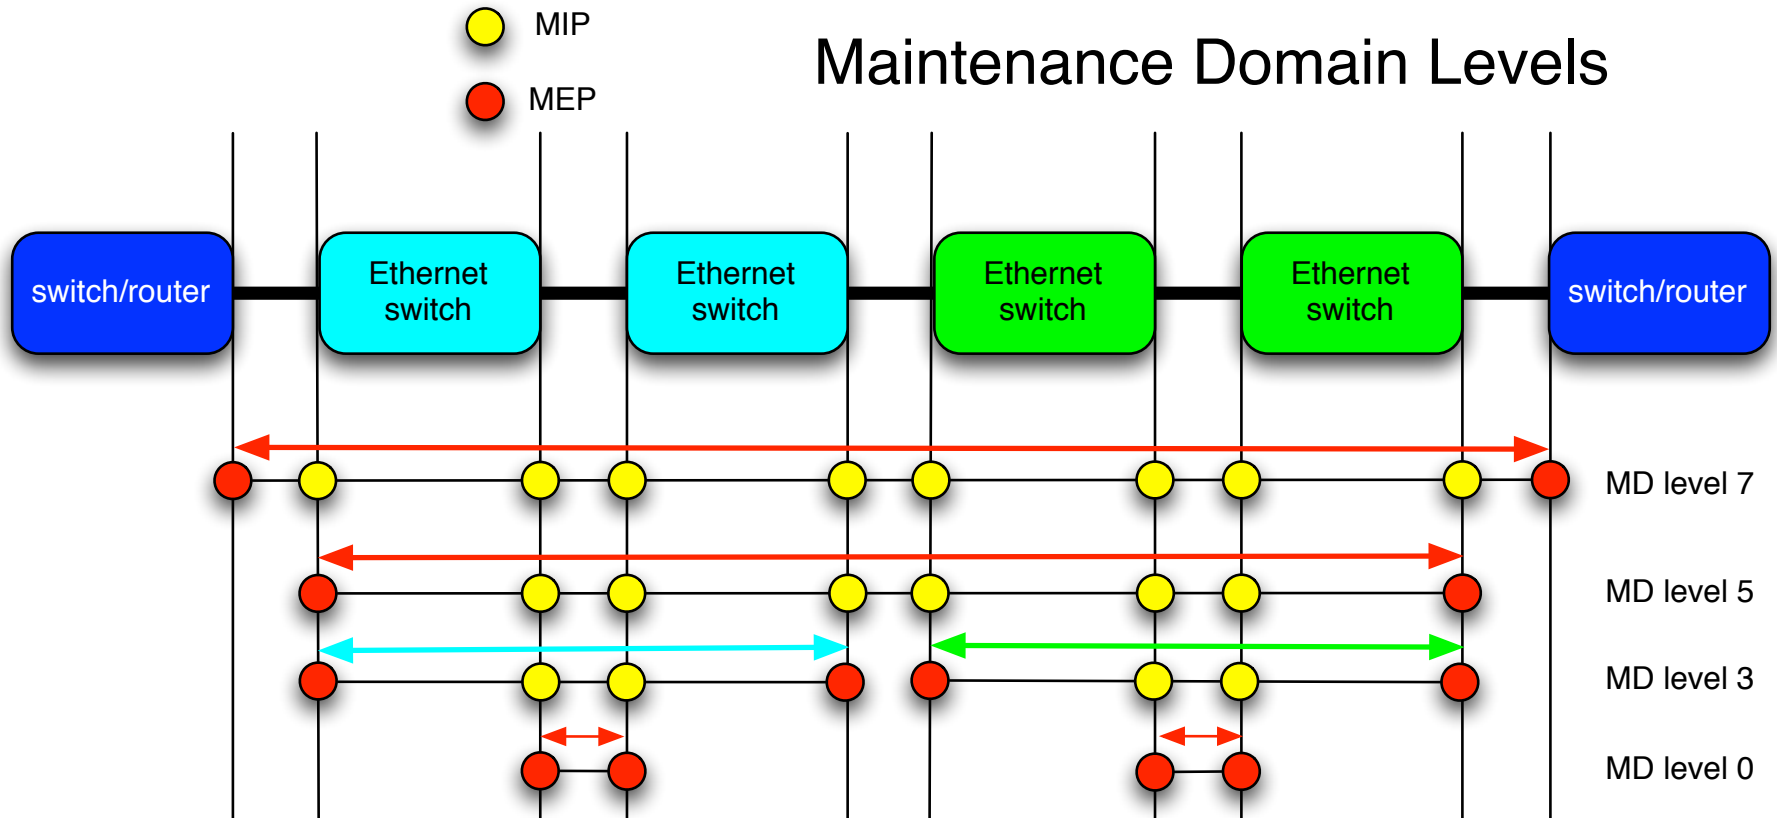 MIP
Maintenance Domain Levels
MEP
switch/router
Ethernet
switch
Ethernet
switch
Ethernet
switch
Ethernet
switch
switch/router
MD level 7
MD level 5
MD level 3
MD level 0